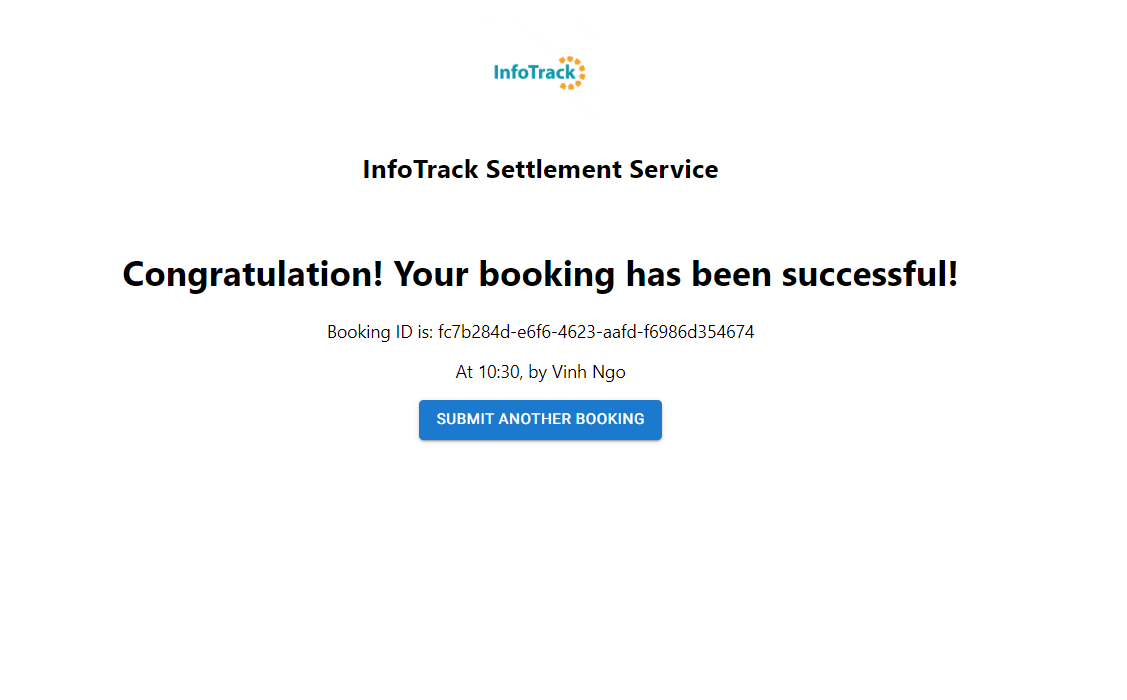 InfoTrack
InfoTrack Settlement Service
Congratulation! Your booking has been successful!
Booking ID is: fc7b284d-e6f6-4623-aafd-f6986d354674
At 10:30, by Vinh Ngo
SUBMIT ANOTHER BOOKING